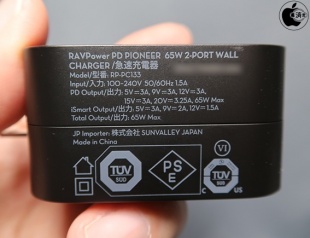 RAVPower PD PIONEER 65W 2-PORT WALL
CHARGER/急速充電器
Model/型番: RP-PC133
Input/入力: 100-240V 50/60Hz 1.5A
PD Output/出力: 5V⎓3A, 9V⎓3A, 12V⎓3A,
15V⎓3A, 20V⎓3.25A, 65W Max
iSmart Output/出力: 5V⎓3A, 9V⎓2A, 12V⎓1.5A
Total Output/出力: 65W Max
JP Importer: 株式会社 SUNVALLEY JAPAN
Made in China
TÜV
SÜD
PS
E
VI
TÜV
SÜD
C US